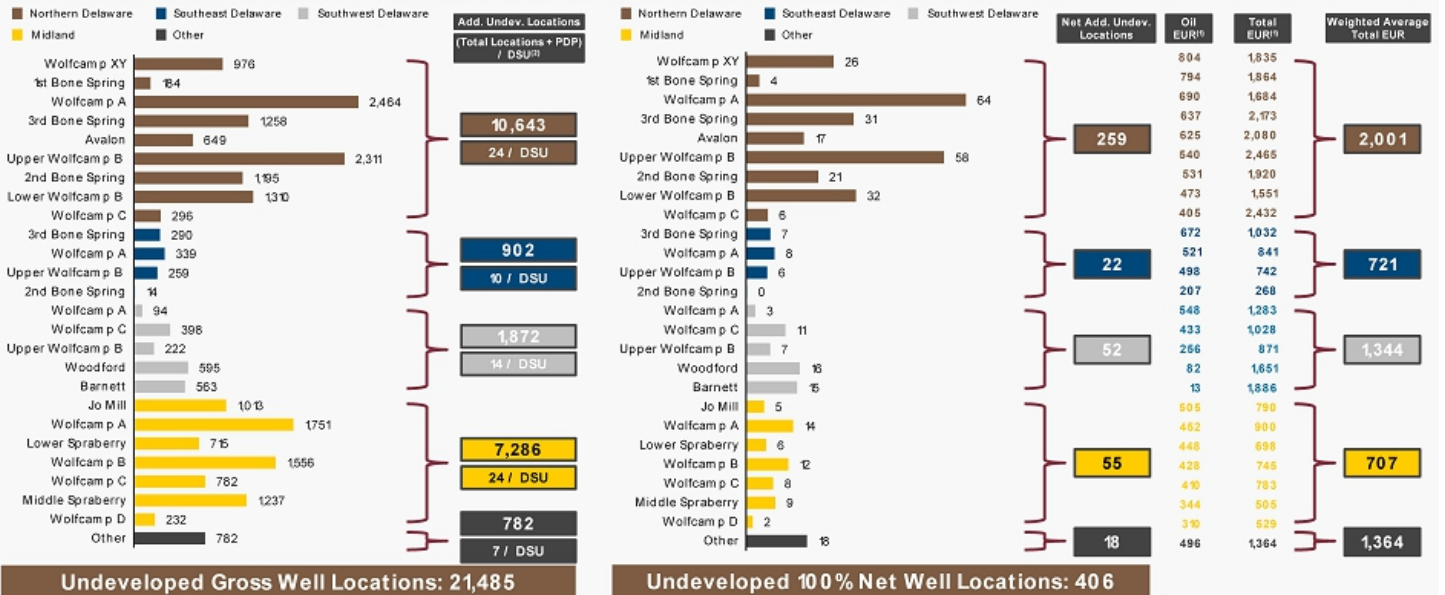 Northern Delaware Southeast Delaware Southwest Delaware
Midland Other
Add. Undev. Locations
(Total Locations + PDP)
/ DSU(2)
Wolfcamp XY 976
1st Bone Spring 184
Wolfcamp A 2,464
3rd Bone Spring 1,258
Avalon 649
Upper Wolfcamp B 2,311
2nd Bone Spring 1,195
Lower Wolfcamp B 1,310
Wolfcamp C 296
10,643
24 / DSU
3rd Bone Spring 290
Wolfcamp A 339
Upper Wolfcamp B 259
2nd Bone Spring 14
902
10 / DSU
Wolfcamp A 94
Wolfcamp C 398
Upper Wolfcamp B 222
Woodford 595
Barnett 563
1,872
14 / DSU
Jo Mill 1,013
Wolfcamp A 1,751
Lower Spraberry 715
Wolfcamp B 1,556
Wolfcamp C 782
Middle Spraberry 1,237
Wolfcamp D 232
7,286
24 / DSU
Other 782
782
7 / DSU
Undeveloped Gross Well Locations: 21,485
Northern Delaware Southeast Delaware Southwest Delaware
Midland Other
Net Add. Undev.
Locations
Oil
EUR(1)
Total
EUR(1)
Weighted Average
Total EUR
Wolfcamp XY 26 804 1,835
1st Bone Spring 4 794 1,864
Wolfcamp A 64 690 1,684
3rd Bone Spring 31 637 2,173
Avalon 17 625 2,080
Upper Wolfcamp B 58 540 2,465
2nd Bone Spring 21 531 1,920
Lower Wolfcamp B 32 473 1,551
Wolfcamp C 6 405 2,432
259 2,001
3rd Bone Spring 7 672 1,032
Wolfcamp A 8 521 841
Upper Wolfcamp B 6 498 742
2nd Bone Spring 0 207 268
22 721
Wolfcamp A 3 548 1,283
Wolfcamp C 11 433 1,028
Upper Wolfcamp B 7 266 871
Woodford 16 82 1,651
Barnett 15 13 1,886
52 1,344
Jo Mill 5 505 790
Wolfcamp A 14 462 900
Lower Spraberry 6 448 698
Wolfcamp B 12 428 745
Wolfcamp C 8 410 783
Middle Spraberry 9 344 505
Wolfcamp D 2 310 529
55 707
Other 18 496 1,364
18 1,364
Undeveloped 100% Net Well Locations: 406